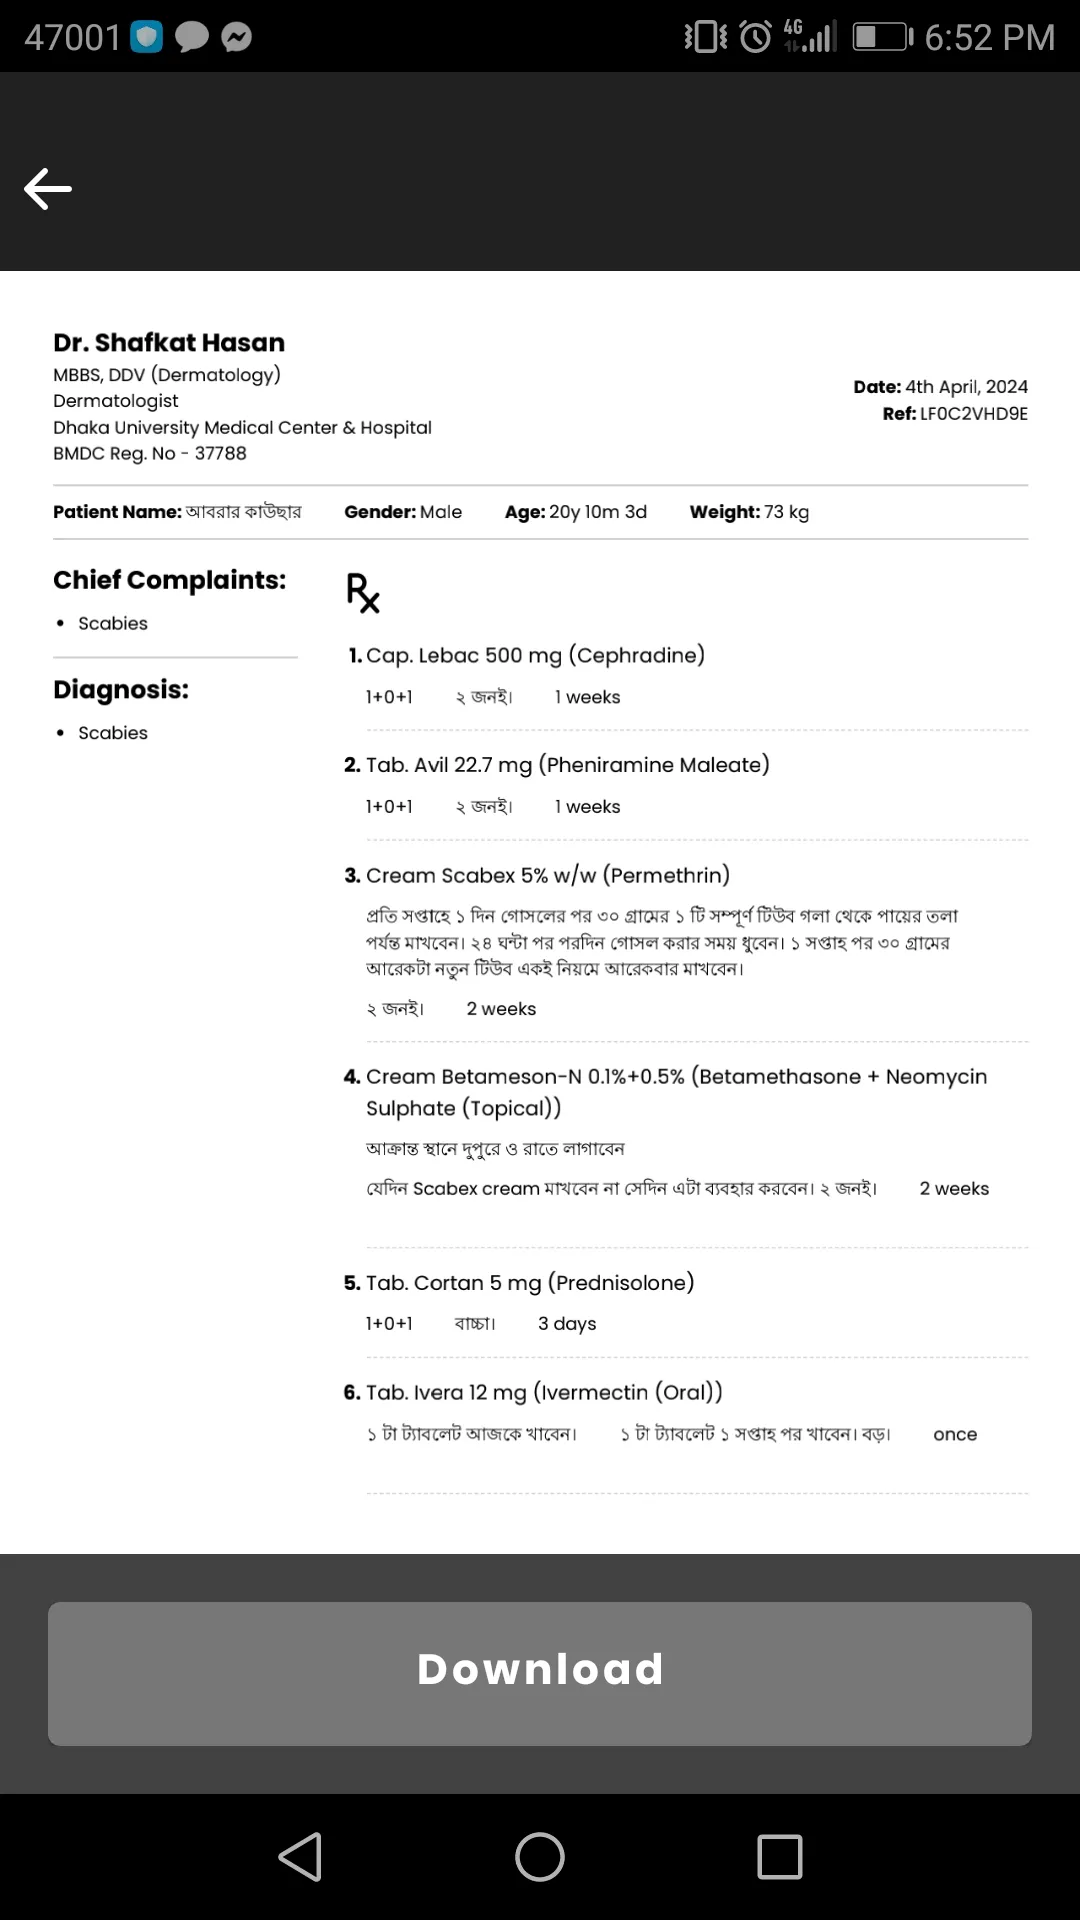 47001 4G 6:52 PM
Dr. Shafkat Hasan
MBBS, DDV (Dermatology)
Dermatologist
Dhaka University Medical Center & Hospital
BMDC Reg. No - 37788
Date: 4th April, 2024
Ref: LF0C2VHD9E
Patient Name: আবরার কাউছার Gender: Male Age: 20y 10m 3d Weight: 73 kg
Chief Complaints:
• Scabies
Diagnosis:
• Scabies
Rx
1. Cap. Lebac 500 mg (Cephradine)
1+0+1 ২ জনই। 1 weeks
2. Tab. Avil 22.7 mg (Pheniramine Maleate)
1+0+1 ২ জনই। 1 weeks
3. Cream Scabex 5% w/w (Permethrin)
প্রতি সপ্তাহে ১ দিন গোসলের পর ৩০ গ্রামের ১ টি সম্পূর্ণ টিউব গলা থেকে পায়ের তলা
পর্যন্ত মাখবেন। ২৪ ঘন্টা পর পরদিন গোসল করার সময় ধুবেন। ১ সপ্তাহ পর ৩০ গ্রামের
আরেকটা নতুন টিউব একই নিয়মে আরেকবার মাখবেন।
২ জনই। 2 weeks
4. Cream Betameson-N 0.1%+0.5% (Betamethasone + Neomycin
Sulphate (Topical))
আক্রান্ত স্থানে দুপুরে ও রাতে লাগাবেন
যেদিন Scabex cream মাখবেন না সেদিন এটা ব্যবহার করবেন। ২ জনই। 2 weeks
5. Tab. Cortan 5 mg (Prednisolone)
1+0+1 বাচ্চা। 3 days
6. Tab. Ivera 12 mg (Ivermectin (Oral))
১ টা ট্যাবলেট আজকে খাবেন। ১ টা ট্যাবলেট ১ সপ্তাহ পর খাবেন। বড়। once
Download